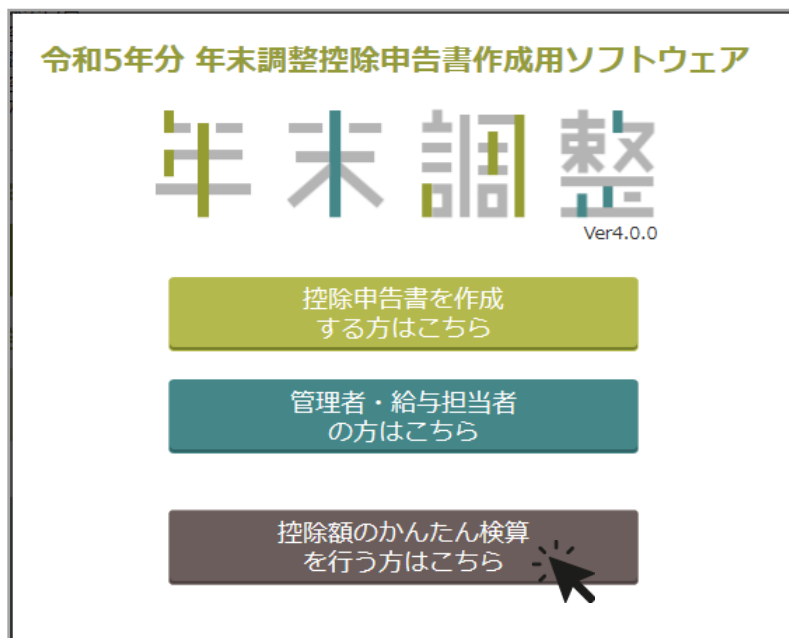 令和5年分 年末調整控除申告書作成用ソフトウェア
年末調整
Ver4.0.0
控除申告書を作成
する方はこちら
管理者・給与担当者
の方はこちら
控除額のかんたん検算
を行う方はこちら